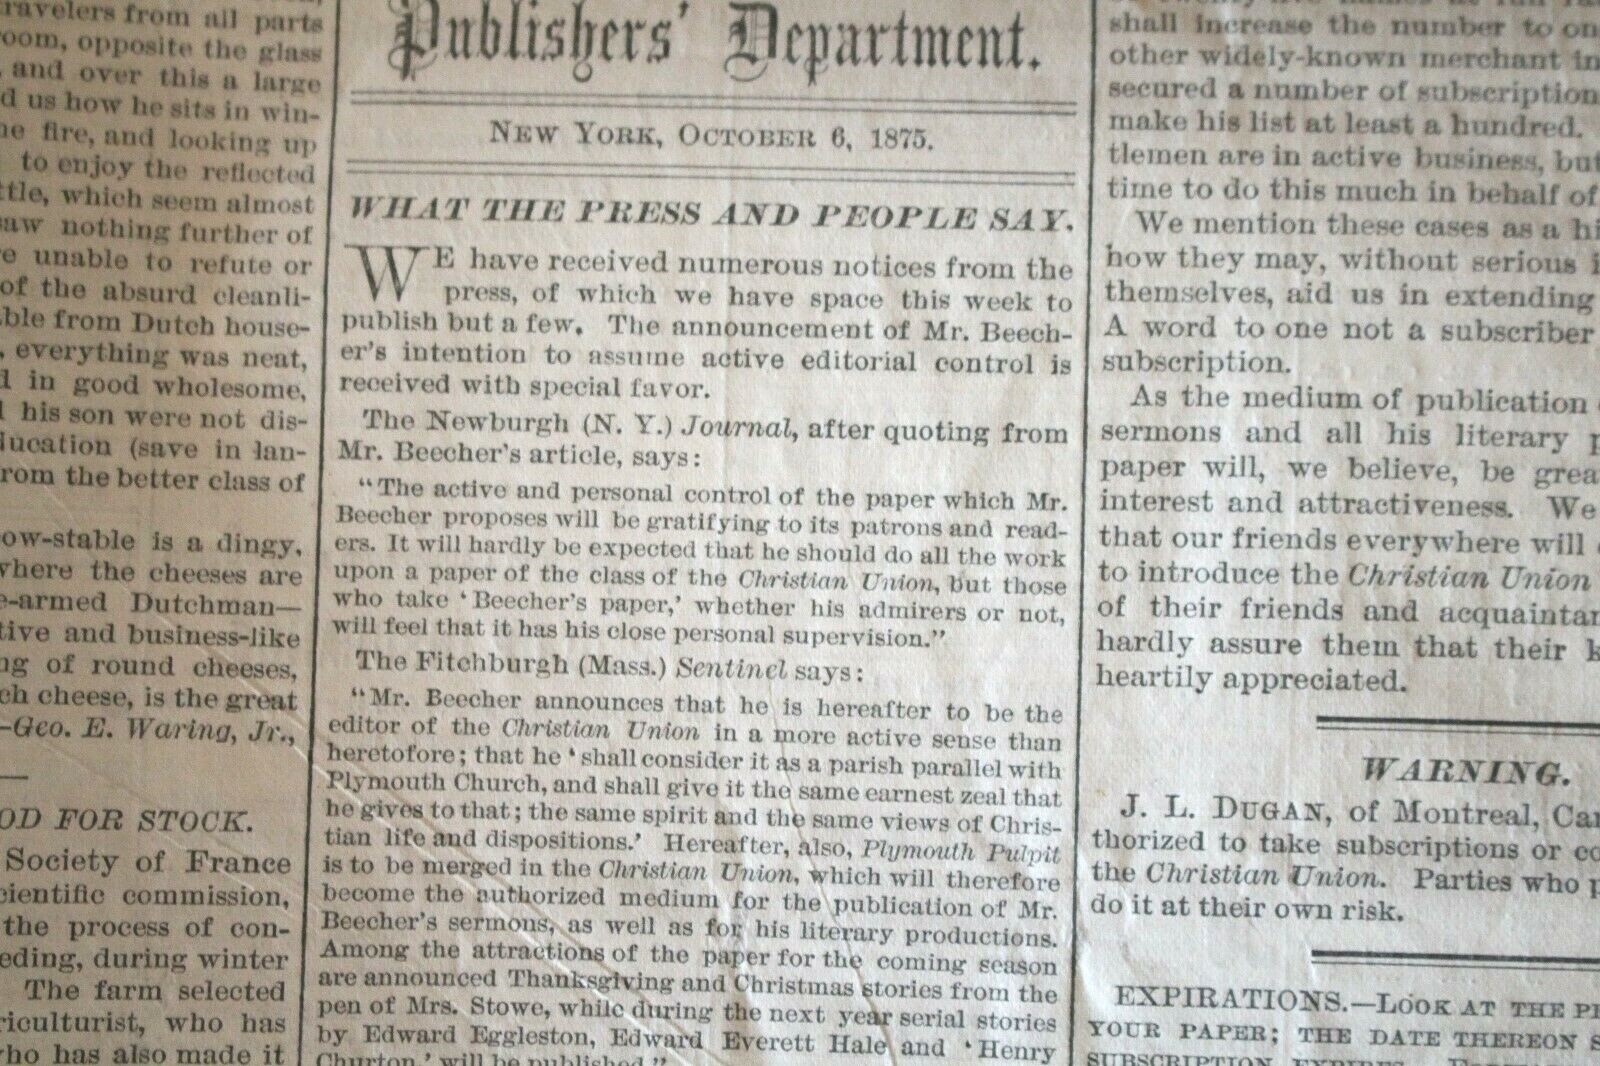 travelers from all parts
room, opposite the glass
, and over this a large
d us how he sits in win-
he fire, and looking up
to enjoy the reflected
ttle, which seem almost
saw nothing further of
re unable to refute or
of the absurd cleanli-
ble from Dutch house-
, everything was neat,
d in good wholesome,
l his son were not dis-
ducation (save in lan-
rom the better class of
ow-stable is a dingy,
where the cheeses are
e-armed Dutchman—
tive and business-like
ng of round cheeses,
ch cheese, is the great
—Geo. E. Waring, Jr.,
OD FOR STOCK.
Society of France
cientific commission,
the process of con-
eding, during winter
The farm selected
riculturist, who has
who has also made it
Publishers' Department.
NEW YORK, OCTOBER 6, 1875.
WHAT THE PRESS AND PEOPLE SAY.
WE have received numerous notices from the
press, of which we have space this week to
publish but a few. The announcement of Mr. Beech-
er's intention to assume active editorial control is
received with special favor.
The Newburgh (N. Y.) Journal, after quoting from
Mr. Beecher's article, says:
"The active and personal control of the paper which Mr.
Beecher proposes will be gratifying to its patrons and read-
ers. It will hardly be expected that he should do all the work
upon a paper of the class of the Christian Union, but those
who take 'Beecher's paper,' whether his admirers or not,
will feel that it has his close personal supervision."
The Fitchburgh (Mass.) Sentinel says:
"Mr. Beecher announces that he is hereafter to be the
editor of the Christian Union in a more active sense than
heretofore; that he 'shall consider it as a parish parallel with
Plymouth Church, and shall give it the same earnest zeal that
he gives to that; the same spirit and the same views of Chris-
tian life and dispositions.' Hereafter, also, Plymouth Pulpit
is to be merged in the Christian Union, which will therefore
become the authorized medium for the publication of Mr.
Beecher's sermons, as well as for his literary productions.
Among the attractions of the paper for the coming season
are announced Thanksgiving and Christmas stories from the
pen of Mrs. Stowe, while during the next year serial stories
by Edward Eggleston, Edward Everett Hale and 'Henry
Churton,' will be published."
shall increase the number to on
other widely-known merchant in
secured a number of subscription
make his list at least a hundred.
tlemen are in active business, but
time to do this much in behalf of
We mention these cases as a hi
how they may, without serious i
themselves, aid us in extending
A word to one not a subscriber
subscription.
As the medium of publication
sermons and all his literary p
paper will, we believe, be grea
interest and attractiveness. We
that our friends everywhere will
to introduce the Christian Union
of their friends and acquaintan
hardly assure them that their k
heartily appreciated.
WARNING.
J. L. DUGAN, of Montreal, Can
thorized to take subscriptions or co
the Christian Union. Parties who p
do it at their own risk.
EXPIRATIONS.—LOOK AT THE PI
YOUR PAPER; THE DATE THEREON S
SUBSCRIPTION EXPIRES.